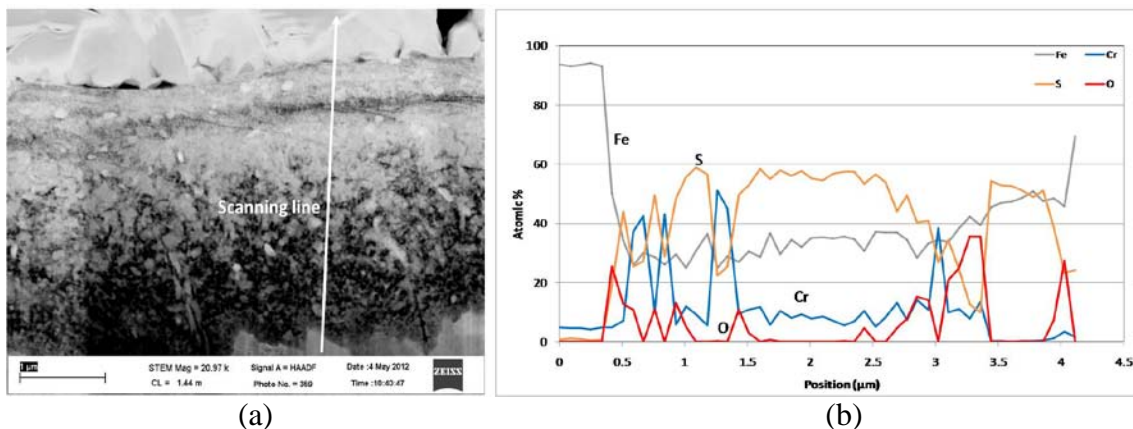 Scanning line
1 µm
STEM Mag = 20.97 k
CL = 1.44 m
Signal A = HAADF
Photo No. = 369
Date :4 May 2012
Time :10:43:47
ZEISS
(a)
100
80
60
40
20
0
Atomic %
Fe
Cr
S
O
Fe
S
Cr
O
0
0.5
1
1.5
2
2.5
3
3.5
4
4.5
Position (µm)
(b)